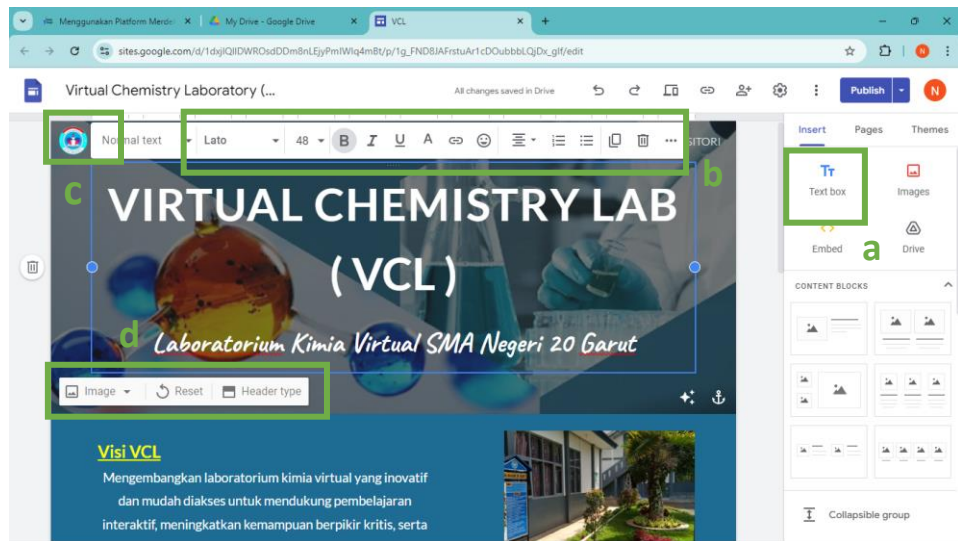 Menggunakan Platform Merde
My Drive - Google Drive
VCL
sites.google.com/d/1dxjlQIIDWROsdDDm8nLEjyPmIWlq4m8t/p/1g_FND8JAFrstuAr1cDOubbbLQjDx_glf/edit
N
Virtual Chemistry Laboratory (...
All changes saved in Drive
Publish
N
Normal text
Lato
48
B I U A
SITORI
c
b
VIRTUAL CHEMISTRY LAB
( VCL )
Laboratorium Kimia Virtual SMA Negeri 20 Garut
d
Image
Reset
Header type
Visi VCL
Mengembangkan laboratorium kimia virtual yang inovatif
dan mudah diakses untuk mendukung pembelajaran
interaktif, meningkatkan kemampuan berpikir kritis, serta
Insert Pages Themes
Text box
Images
Embed
Drive
a
CONTENT BLOCKS
Collapsible group